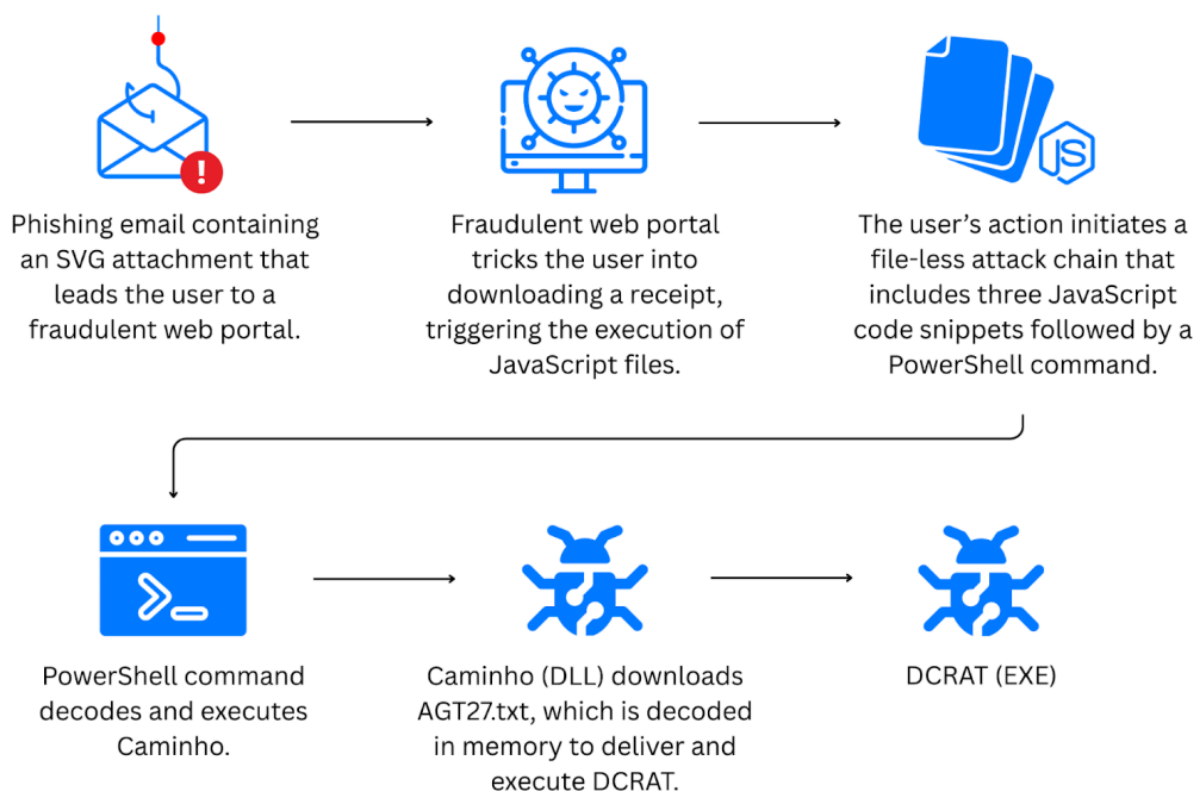 !
JS
Phishing email containing
an SVG attachment that
leads the user to a
fraudulent web portal.
Fraudulent web portal
tricks the user into
downloading a receipt,
triggering the execution of
JavaScript files.
The user’s action initiates a
file-less attack chain that
includes three JavaScript
code snippets followed by a
PowerShell command.
PowerShell command
decodes and executes
Caminho.
Caminho (DLL) downloads
AGT27.txt, which is decoded
in memory to deliver and
execute DCRAT.
DCRAT (EXE)